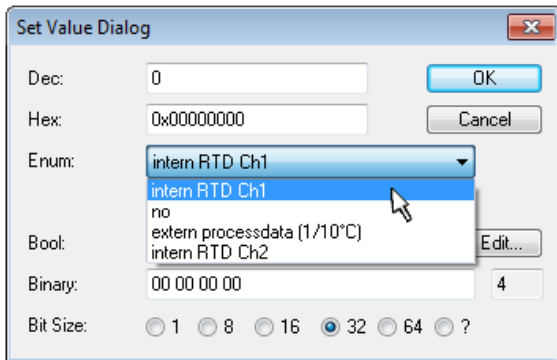 Set Value Dialog
Dec: 0 OK
Hex: 0x00000000 Cancel
Enum: intern RTD Ch1
intern RTD Ch1
no
extern processdata (1/10°C)
intern RTD Ch2
Bool: Edit...
Binary: 00 00 00 00 4
Bit Size: 1 8 16 32 64 ?